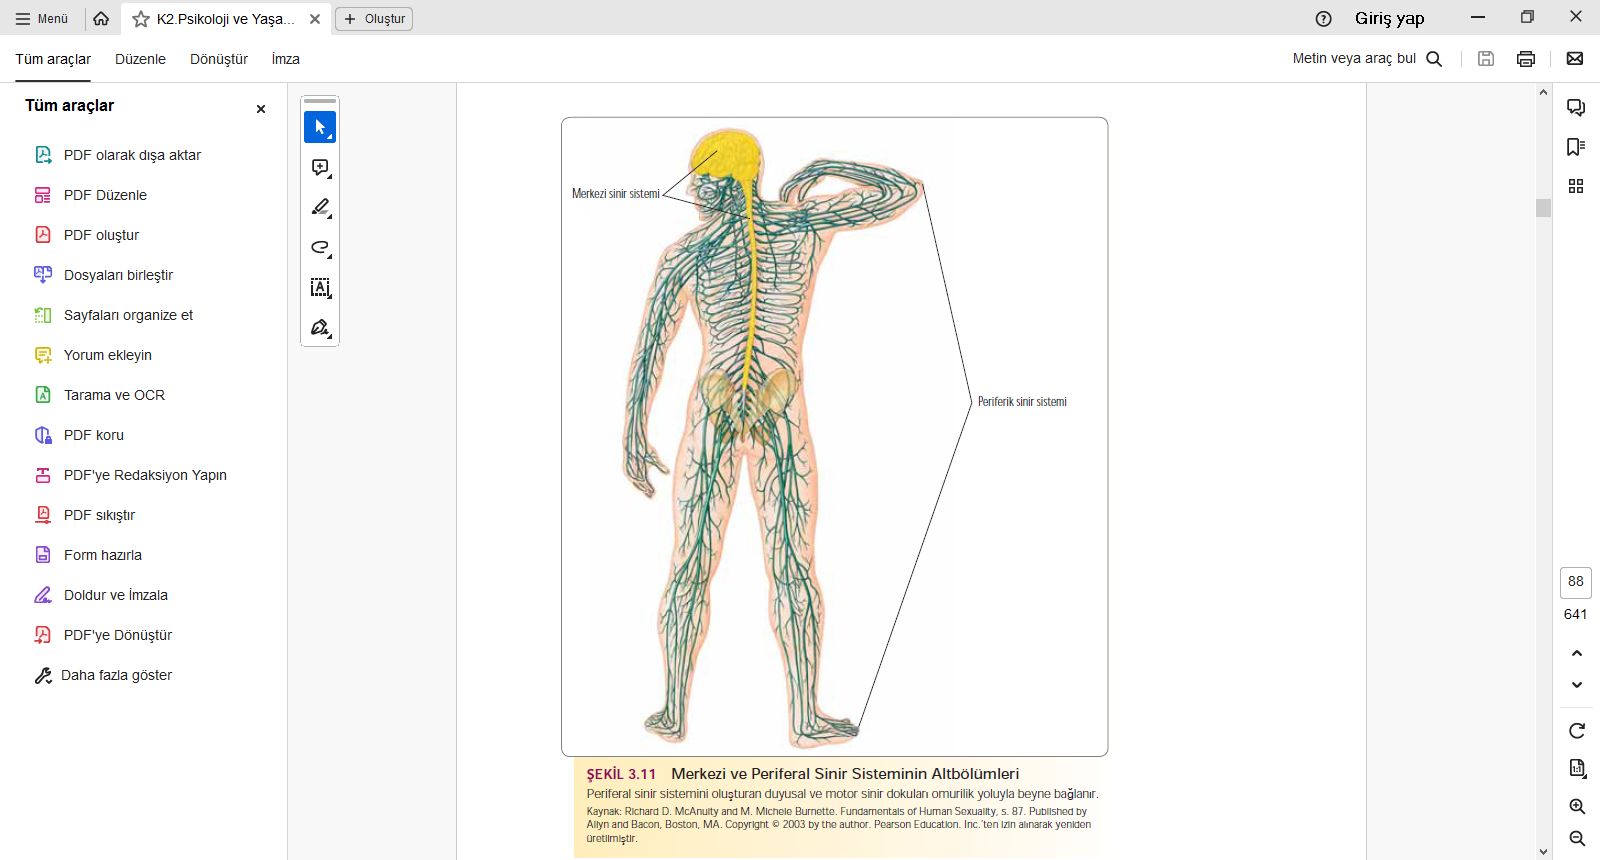 Menü
K2.Psikoloji ve Yaşa...
Oluştur
Giriş yap
Tüm araçlar
Düzenle
Dönüştür
İmza
Metin veya araç bul
Tüm araçlar
PDF olarak dışa aktar
PDF Düzenle
PDF oluştur
Dosyaları birleştir
Sayfaları organize et
Yorum ekleyin
Tarama ve OCR
PDF koru
PDF'ye Redaksiyon Yapın
PDF sıkıştır
Form hazırla
Doldur ve İmzala
PDF'ye Dönüştür
Daha fazla göster
Merkezi sinir sistemi
Periferik sinir sistemi
ŞEKİL 3.11 Merkezi ve Periferal Sinir Sisteminin Altbölümleri
Periferal sinir sistemini oluşturan duyusal ve motor sinir dokuları omurilik yoluyla beyne bağlanır.
Kaynak: Richard D. McAnulty and M. Michele Burnette. Fundamentals of Human Sexuality, s. 87. Published by
Allyn and Bacon, Boston, MA. Copyright © 2003 by the author. Pearson Education. Inc.'ten izin alınarak yeniden
üretilmiştir.
88
641
1:1